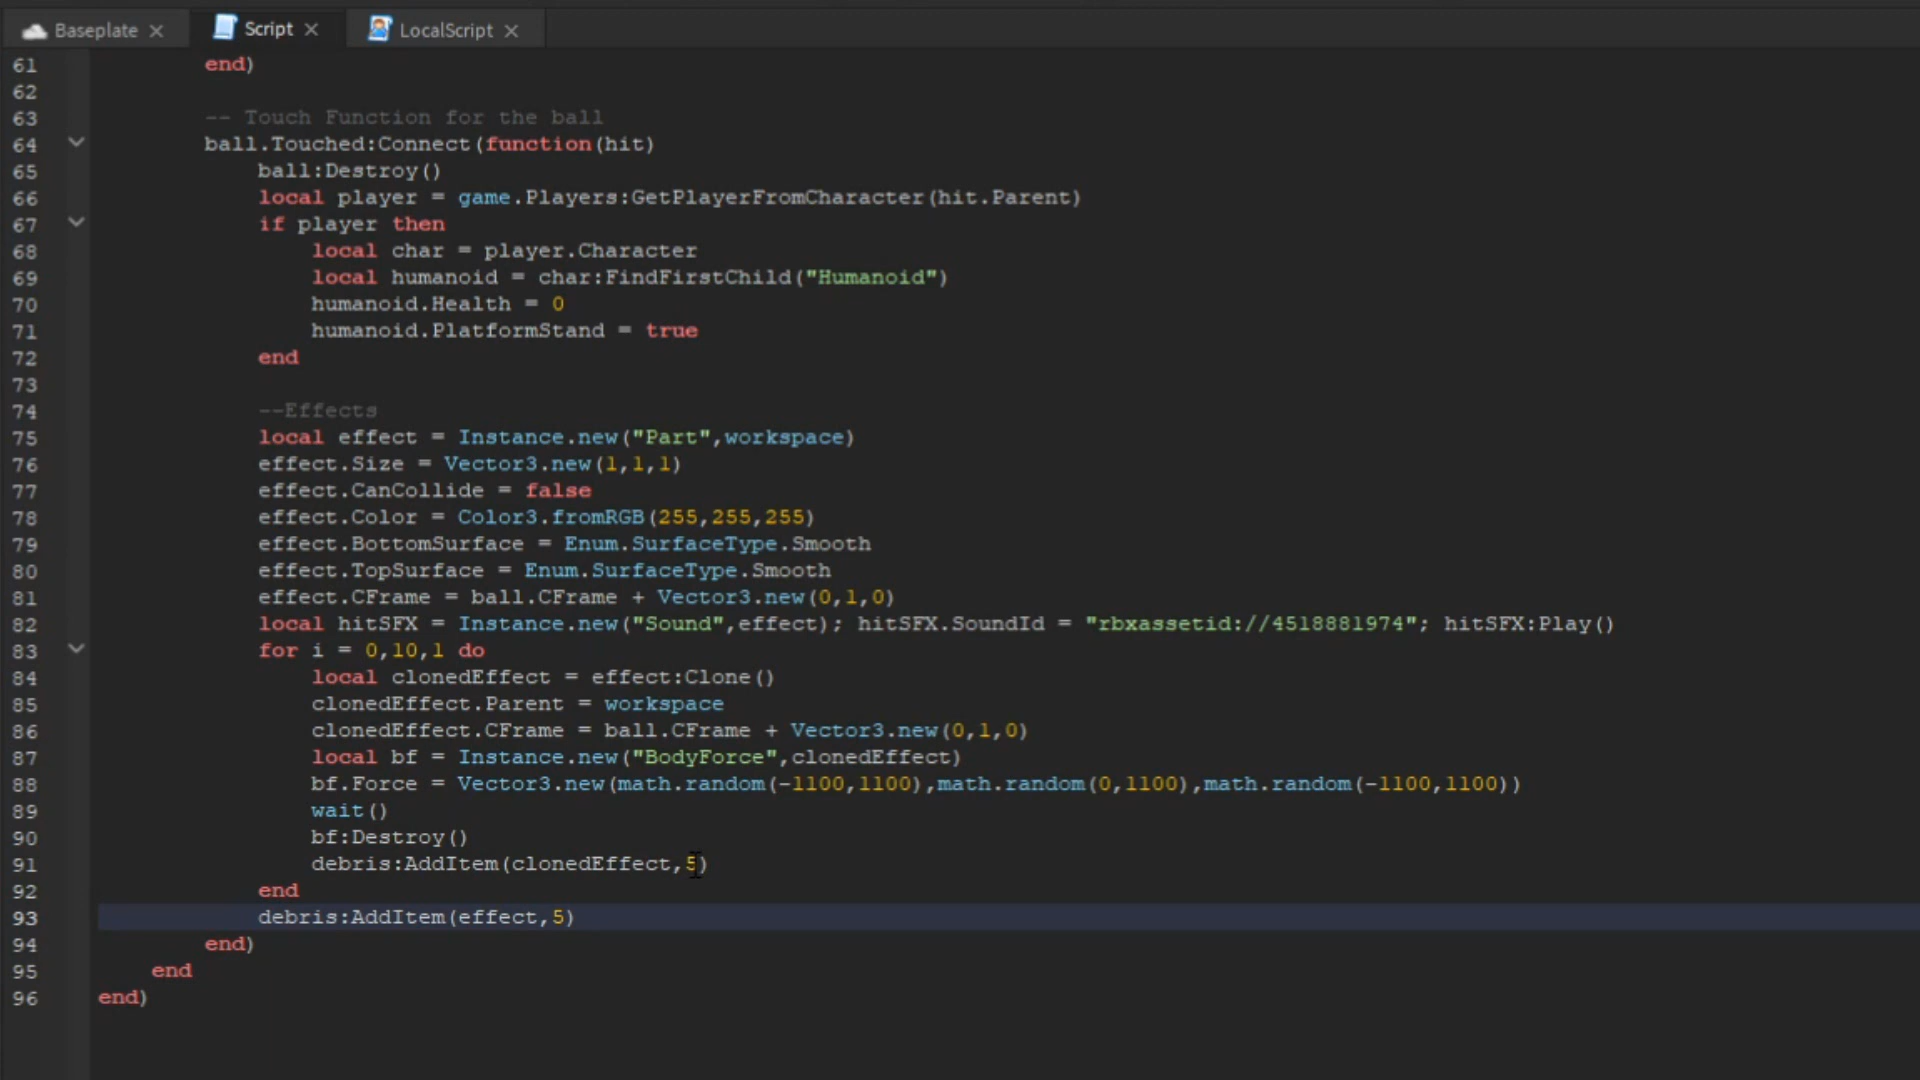 Baseplate Script LocalScript
61 end)
62
63 -- Touch Function for the ball
64 ball.Touched:Connect(function(hit)
65 ball:Destroy()
66 local player = game.Players:GetPlayerFromCharacter(hit.Parent)
67 if player then
68 local char = player.Character
69 local humanoid = char:FindFirstChild("Humanoid")
70 humanoid.Health = 0
71 humanoid.PlatformStand = true
72 end
73
74 --Effects
75 local effect = Instance.new("Part",workspace)
76 effect.Size = Vector3.new(1,1,1)
77 effect.CanCollide = false
78 effect.Color = Color3.fromRGB(255,255,255)
79 effect.BottomSurface = Enum.SurfaceType.Smooth
80 effect.TopSurface = Enum.SurfaceType.Smooth
81 effect.CFrame = ball.CFrame + Vector3.new(0,1,0)
82 local hitSFX = Instance.new("Sound",effect); hitSFX.SoundId = "rbxassetid://4518881974"; hitSFX:Play()
83 for i = 0,10,1 do
84 local clonedEffect = effect:Clone()
85 clonedEffect.Parent = workspace
86 clonedEffect.CFrame = ball.CFrame + Vector3.new(0,1,0)
87 local bf = Instance.new("BodyForce",clonedEffect)
88 bf.Force = Vector3.new(math.random(-1100,1100),math.random(0,1100),math.random(-1100,1100))
89 wait()
90 bf:Destroy()
91 debris:AddItem(clonedEffect,5)
92 end
93 debris:AddItem(effect,5)
94 end)
95 end
96 end)